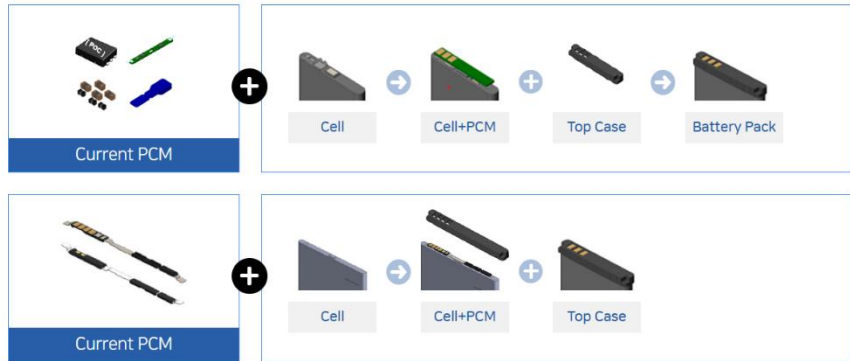 (POC)
Current PCM
Cell
Cell+PCM
Top Case
Battery Pack
Current PCM
Cell
Cell+PCM
Top Case